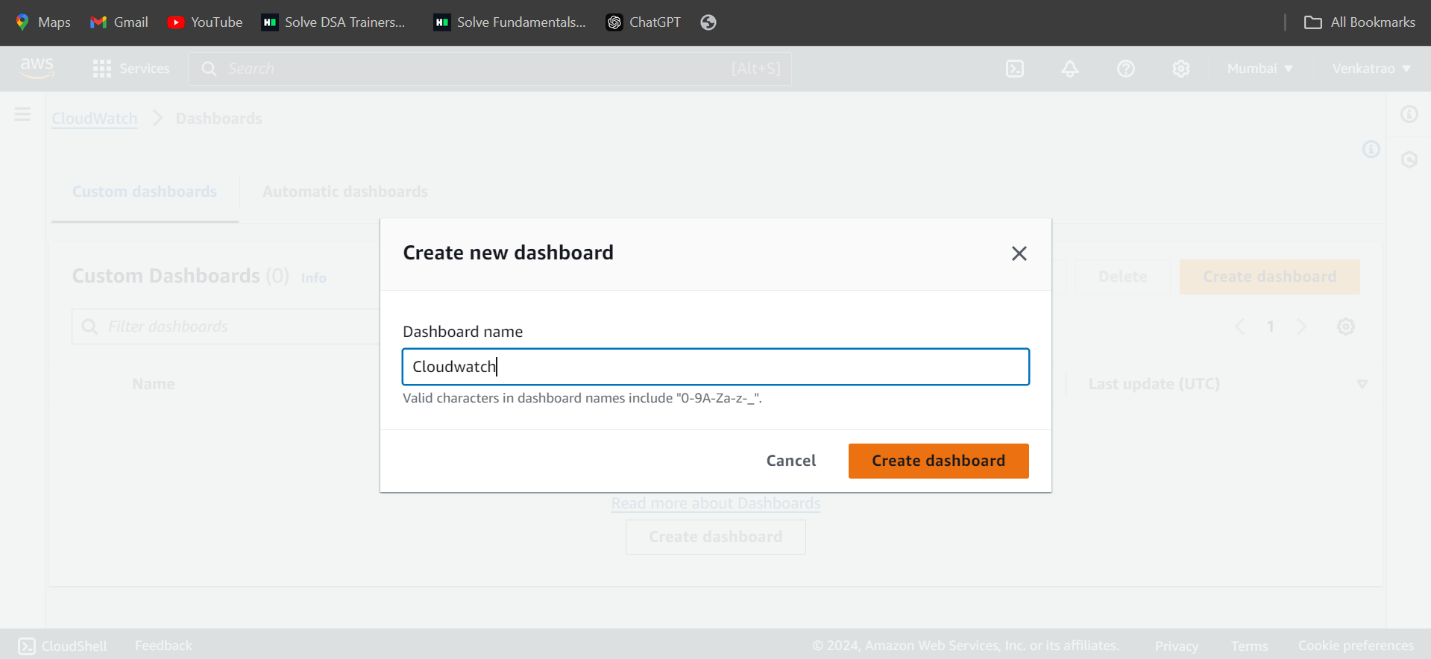 Maps Gmail YouTube Solve DSA Trainers... Solve Fundamentals... ChatGPT All Bookmarks
aws Services Search [Alt+S] Mumbai Venkatrao
CloudWatch > Dashboards
Custom dashboards Automatic dashboards
Create new dashboard
Custom Dashboards (0) Info Delete Create dashboard
Filter dashboards 1
Dashboard name
Cloudwatch
Name Last update (UTC)
Valid characters in dashboard names include "0-9A-Za-z-_".
Cancel Create dashboard
Read more about Dashboards
Create dashboard
CloudShell Feedback © 2024, Amazon Web Services, Inc. or its affiliates. Privacy Terms Cookie preferences